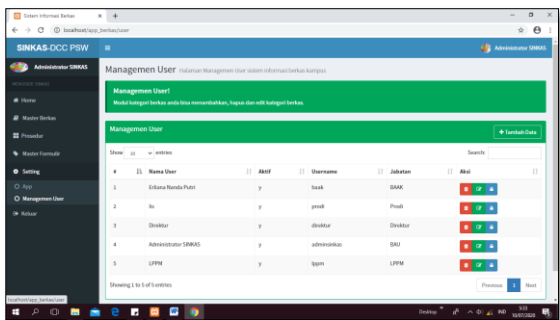 Sistem Informasi Berkas
localhost/app_berkas/user
SINKAS-DCC PSW
Administrator SINKAS
Administrator SINKAS
Managemen User Halaman Managemen User sistem informasi berkas kampus
Managemen User!
Modul kategori berkas anda bisa menambahkan, hapus dan edit kategori berkas.
Home
Master Berkas
Prosedur
Master Formulir
Setting
App
Managemen User
Keluar
Managemen User
Tambah Data
Show 10 entries
Search:
# Nama User Aktif Username Jabatan Aksi
1 Erliana Nanda Putri y baak BAAK
2 y prodi Prodi
3 Direktur y direktur Direktur
4 Administrator SINKAS y adminsinkas BAU
5 LPPM y lppm LPPM
Showing 1 to 5 of 5 entries
Previous 1 Next
localhost/app_berkas/user
Desktop
IND
10/07/2020